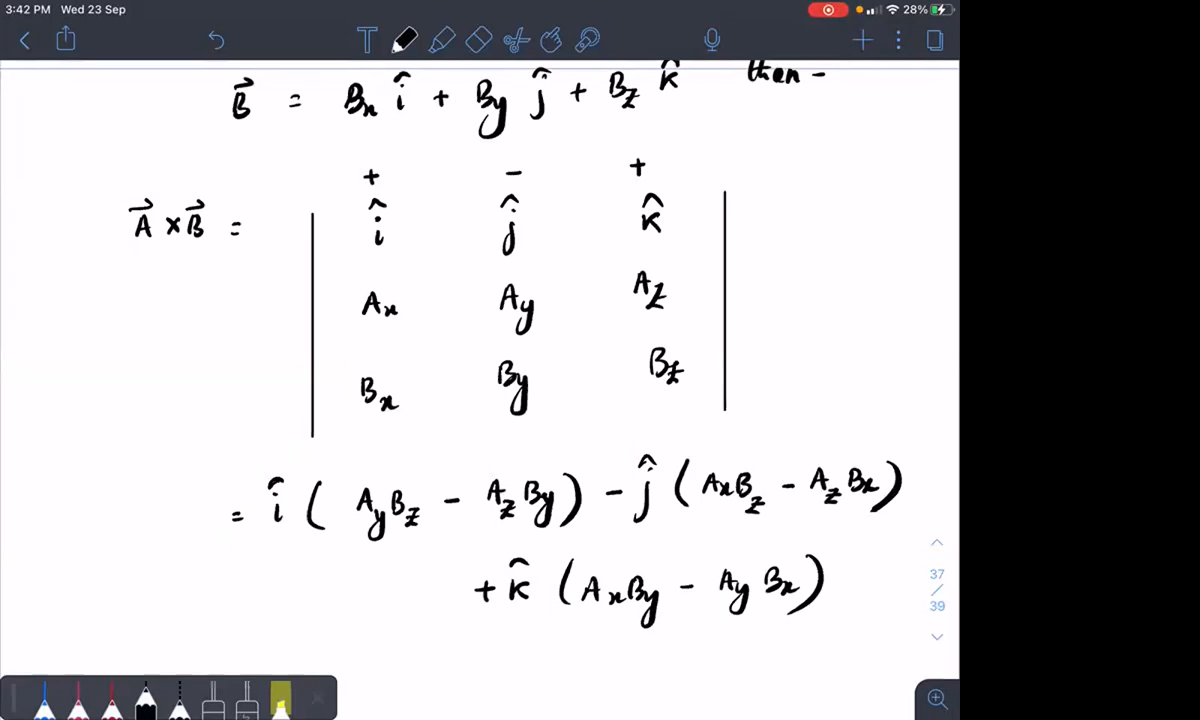 3:42 PM Wed 23 Sep 28%
T
B⃗ = Bx î + By ĵ + Bz k̂ then -
+ - +
A⃗ × B⃗ = | î ĵ k̂ |
Ax Ay Az
Bx By Bz
= î ( AyBz - AzBy ) - ĵ ( AxBz - AzBx )
+ k̂ ( AxBy - AyBx )
37
/
39